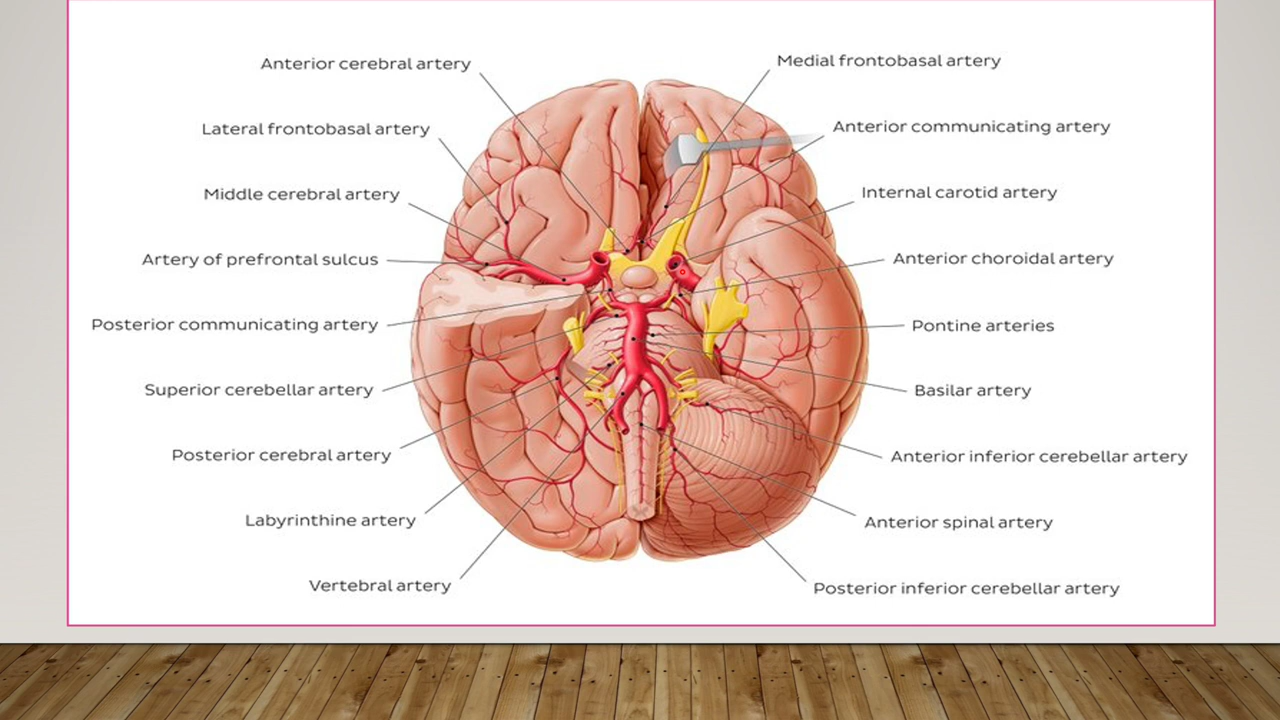 Anterior cerebral artery
Lateral frontobasal artery
Middle cerebral artery
Artery of prefrontal sulcus
Posterior communicating artery
Superior cerebellar artery
Posterior cerebral artery
Labyrinthine artery
Vertebral artery
Medial frontobasal artery
Anterior communicating artery
Internal carotid artery
Anterior choroidal artery
Pontine arteries
Basilar artery
Anterior inferior cerebellar artery
Anterior spinal artery
Posterior inferior cerebellar artery